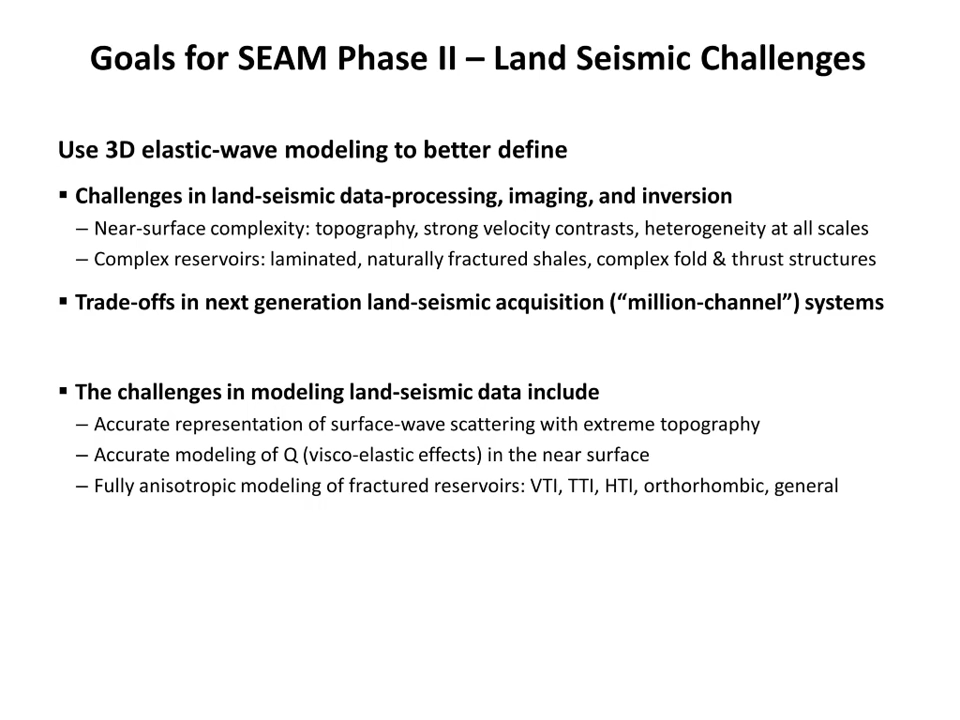 Goals for SEAM Phase II – Land Seismic Challenges
Use 3D elastic-wave modeling to better define
▪ Challenges in land-seismic data-processing, imaging, and inversion
– Near-surface complexity: topography, strong velocity contrasts, heterogeneity at all scales
– Complex reservoirs: laminated, naturally fractured shales, complex fold & thrust structures
▪ Trade-offs in next generation land-seismic acquisition (“million-channel”) systems
▪ The challenges in modeling land-seismic data include
– Accurate representation of surface-wave scattering with extreme topography
– Accurate modeling of Q (visco-elastic effects) in the near surface
– Fully anisotropic modeling of fractured reservoirs: VTI, TTI, HTI, orthorhombic, general